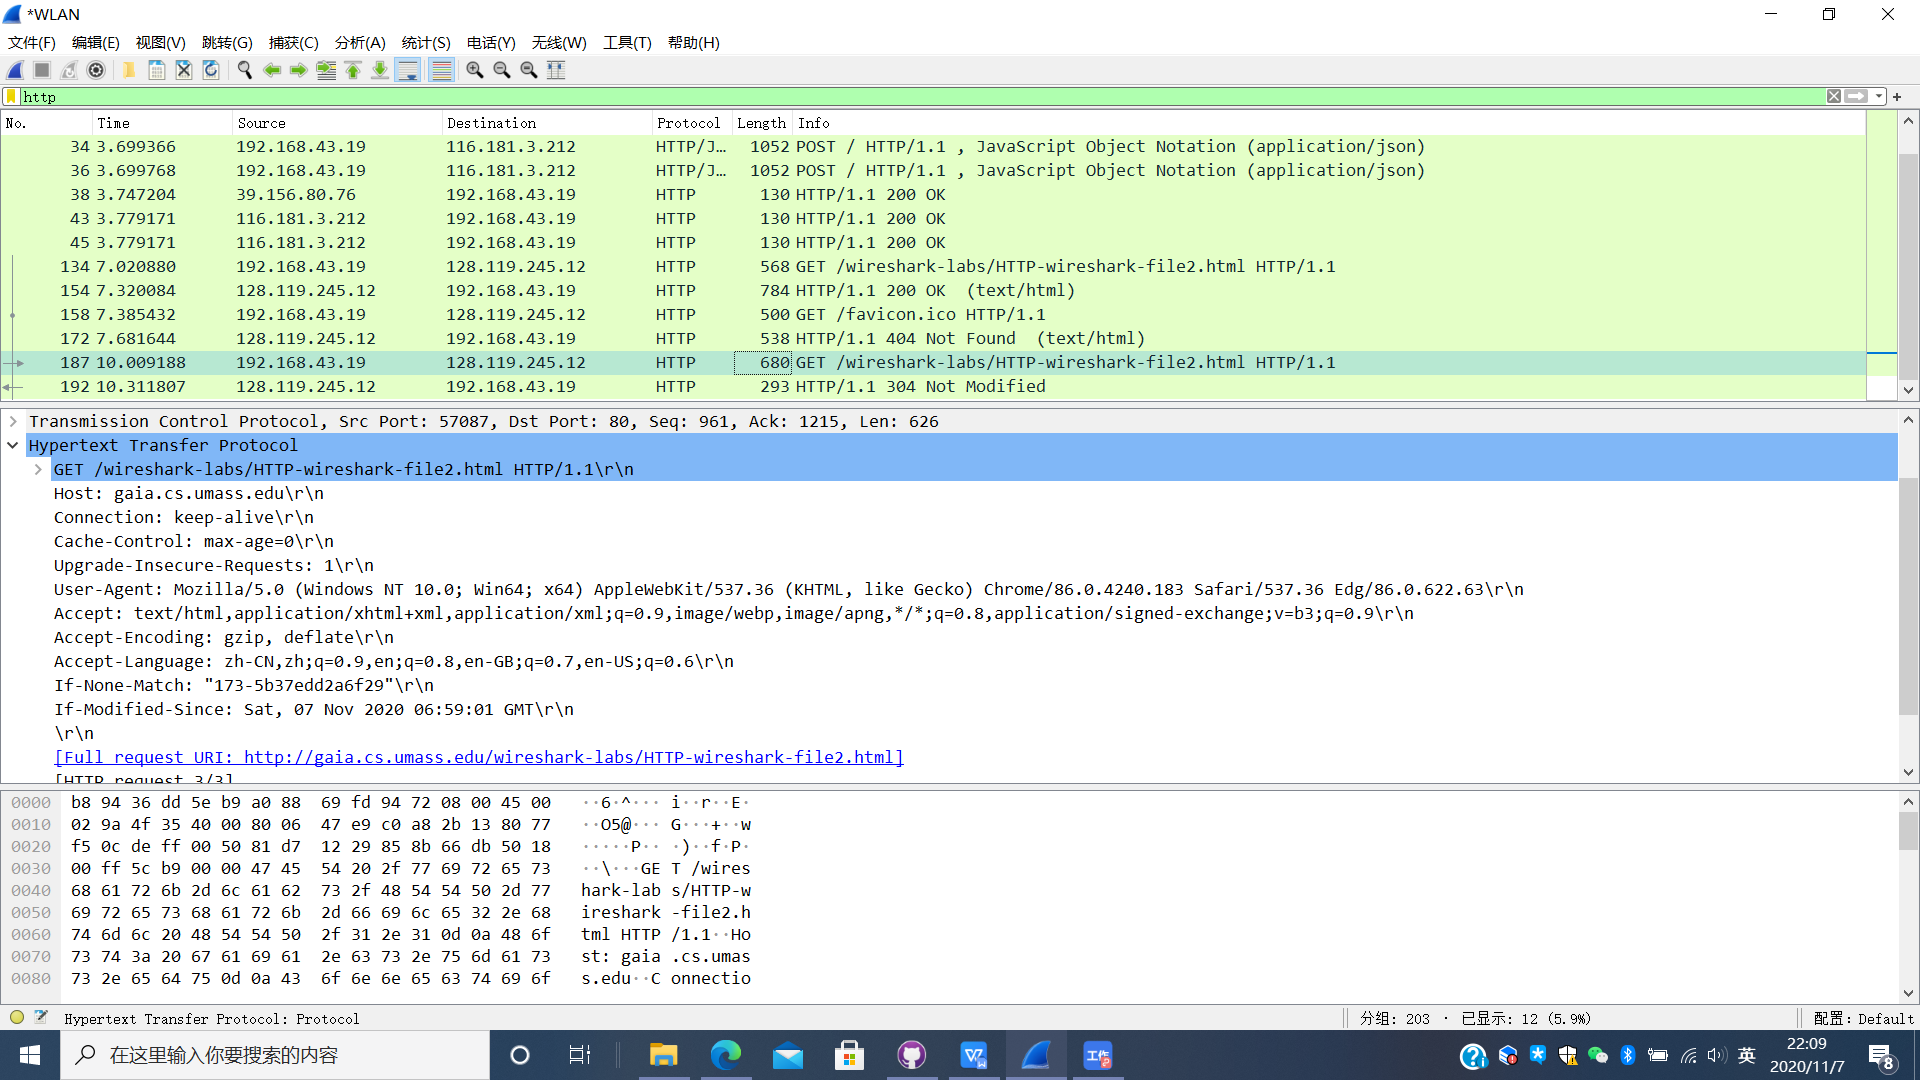 *WLAN
文件(F) 编辑(E) 视图(V) 跳转(G) 捕获(C) 分析(A) 统计(S) 电话(Y) 无线(W) 工具(T) 帮助(H)
http
No. Time Source Destination Protocol Length Info
34 3.699366 192.168.43.19 116.181.3.212 HTTP/J… 1052 POST / HTTP/1.1 , JavaScript Object Notation (application/json)
36 3.699768 192.168.43.19 116.181.3.212 HTTP/J… 1052 POST / HTTP/1.1 , JavaScript Object Notation (application/json)
38 3.747204 39.156.80.76 192.168.43.19 HTTP 130 HTTP/1.1 200 OK
43 3.779171 116.181.3.212 192.168.43.19 HTTP 130 HTTP/1.1 200 OK
45 3.779171 116.181.3.212 192.168.43.19 HTTP 130 HTTP/1.1 200 OK
134 7.020880 192.168.43.19 128.119.245.12 HTTP 568 GET /wireshark-labs/HTTP-wireshark-file2.html HTTP/1.1
154 7.320084 128.119.245.12 192.168.43.19 HTTP 784 HTTP/1.1 200 OK  (text/html)
158 7.385432 192.168.43.19 128.119.245.12 HTTP 500 GET /favicon.ico HTTP/1.1
172 7.681644 128.119.245.12 192.168.43.19 HTTP 538 HTTP/1.1 404 Not Found  (text/html)
187 10.009188 192.168.43.19 128.119.245.12 HTTP 680 GET /wireshark-labs/HTTP-wireshark-file2.html HTTP/1.1
192 10.311807 128.119.245.12 192.168.43.19 HTTP 293 HTTP/1.1 304 Not Modified
Transmission Control Protocol, Src Port: 57087, Dst Port: 80, Seq: 961, Ack: 1215, Len: 626
Hypertext Transfer Protocol
GET /wireshark-labs/HTTP-wireshark-file2.html HTTP/1.1\r\n
Host: gaia.cs.umass.edu\r\n
Connection: keep-alive\r\n
Cache-Control: max-age=0\r\n
Upgrade-Insecure-Requests: 1\r\n
User-Agent: Mozilla/5.0 (Windows NT 10.0; Win64; x64) AppleWebKit/537.36 (KHTML, like Gecko) Chrome/86.0.4240.183 Safari/537.36 Edg/86.0.622.63\r\n
Accept: text/html,application/xhtml+xml,application/xml;q=0.9,image/webp,image/apng,*/*;q=0.8,application/signed-exchange;v=b3;q=0.9\r\n
Accept-Encoding: gzip, deflate\r\n
Accept-Language: zh-CN,zh;q=0.9,en;q=0.8,en-GB;q=0.7,en-US;q=0.6\r\n
If-None-Match: "173-5b37edd2a6f29"\r\n
If-Modified-Since: Sat, 07 Nov 2020 06:59:01 GMT\r\n
\r\n
[Full request URI: http://gaia.cs.umass.edu/wireshark-labs/HTTP-wireshark-file2.html]
[HTTP request 3/3]
0000 b8 94 36 dd 5e b9 a0 88 69 fd 94 72 08 00 45 00 ··6·^··· i··r··E·
0010 02 9a 4f 35 40 00 80 06 47 e9 c0 a8 2b 13 80 77 ··O5@··· G···+··w
0020 f5 0c de ff 00 50 81 d7 12 29 85 8b 66 db 50 18 ·····P·· ·)··f·P·
0030 00 ff 5c b9 00 00 47 45 54 20 2f 77 69 72 65 73 ··\···GE T /wires
0040 68 61 72 6b 2d 6c 61 62 73 2f 48 54 54 50 2d 77 hark-lab s/HTTP-w
0050 69 72 65 73 68 61 72 6b 2d 66 69 6c 65 32 2e 68 ireshark -file2.h
0060 74 6d 6c 20 48 54 54 50 2f 31 2e 31 0d 0a 48 6f tml HTTP /1.1··Ho
0070 73 74 3a 20 67 61 69 61 2e 63 73 2e 75 6d 61 73 st: gaia .cs.umas
0080 73 2e 65 64 75 0d 0a 43 6f 6e 6e 65 63 74 69 6f s.edu··C onnectio
Hypertext Transfer Protocol: Protocol 分组: 203 · 已显示: 12 (5.9%) 配置: Default
在这里输入你要搜索的内容 工作 英 22:09
2020/11/7 8